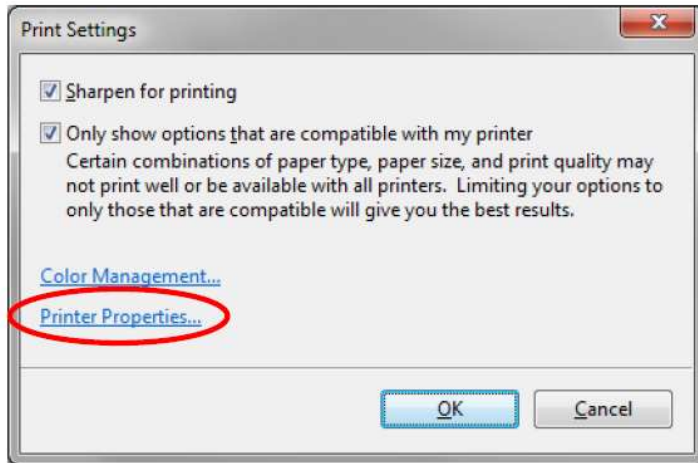 Print Settings
Sharpen for printing
Only show options that are compatible with my printer
Certain combinations of paper type, paper size, and print quality may
not print well or be available with all printers. Limiting your options to
only those that are compatible will give you the best results.
Color Management...
Printer Properties...
OK Cancel